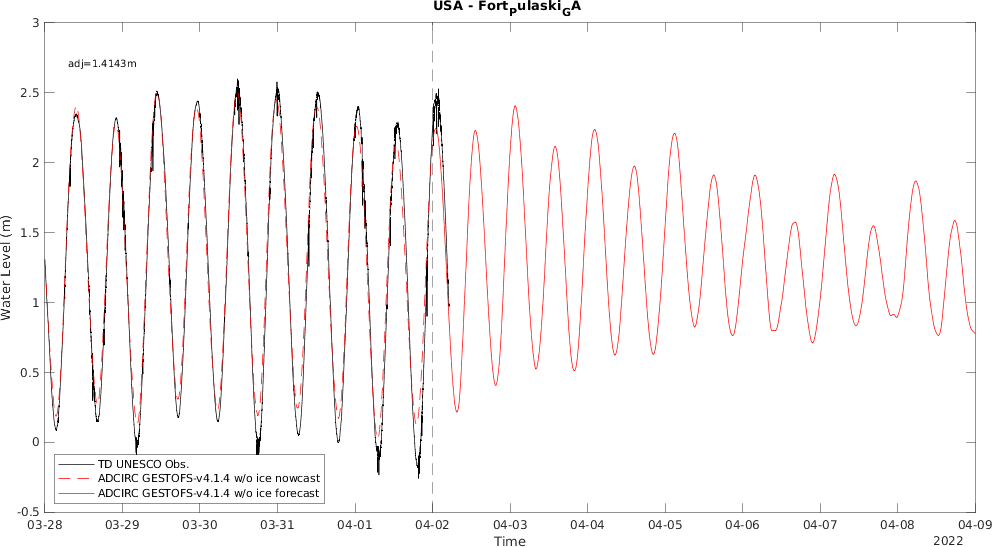 USA - Fort_Pulaski_GA
3
2.5
2
1.5
1
0.5
0
-0.5
Water Level (m)
adj=1.4143m
TD UNESCO Obs.
ADCIRC GESTOFS-v4.1.4 w/o ice nowcast
ADCIRC GESTOFS-v4.1.4 w/o ice forecast
03-28 03-29 03-30 03-31 04-01 04-02 04-03 04-04 04-05 04-06 04-07 04-08 04-09
Time
2022